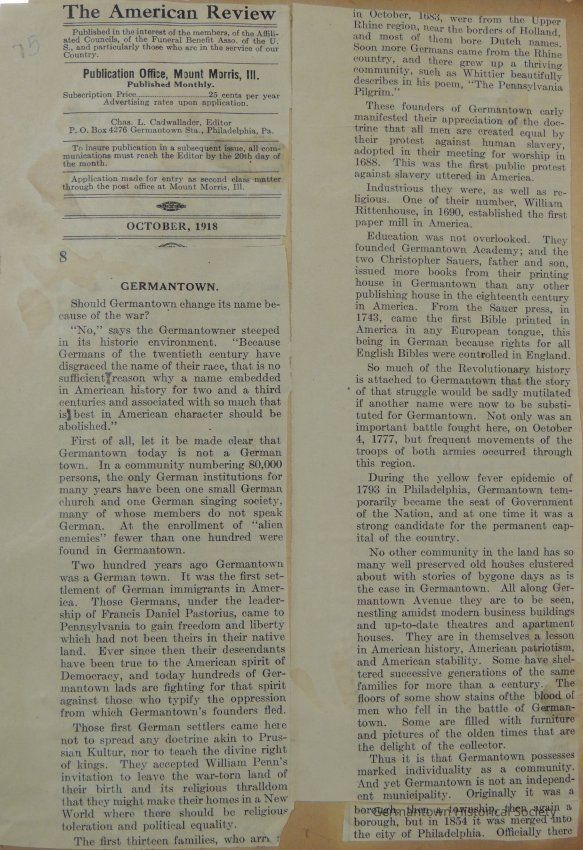 75
The American Review
Published in the interest of the members, of the Affili-
ated Councils, of the Funeral Benefit Asso. of the U.
S., and particularly those who are in the service of our
Country.
Publication Office, Mount Morris, Ill.
Published Monthly.
Subscription Price..........................25 cents per year
Advertising rates upon application.
Chas. L. Cadwallader, Editor
P. O. Box 4276 Germantown Sta., Philadelphia, Pa.
To insure publication in a subsequent issue, all com-
munications must reach the Editor by the 20th day of
the month.
Application made for entry as second class matter
through the post office at Mount Morris, Ill.
OCTOBER, 1918
8
GERMANTOWN.
Should Germantown change its name be-
cause of the war?
"No," says the Germantowner steeped
in its historic environment. "Because
Germans of the twentieth century have
disgraced the name of their race, that is no
sufficient reason why a name embedded
in American history for two and a third
centuries and associated with so much that
is best in American character should be
abolished."
First of all, let it be made clear that
Germantown today is not a German
town. In a community numbering 80,000
persons, the only German institutions for
many years have been one small German
church and one German singing society,
many of whose members do not speak
German. At the enrollment of "alien
enemies" fewer than one hundred were
found in Germantown.
Two hundred years ago Germantown
was a German town. It was the first set-
tlement of German immigrants in Amer-
ica. Those Germans, under the leader-
ship of Francis Daniel Pastorius, came to
Pennsylvania to gain freedom and liberty
which had not been theirs in their native
land. Ever since then their descendants
have been true to the American spirit of
Democracy, and today hundreds of Ger-
mantown lads are fighting for that spirit
against those who typify the oppression
from which Germantown's founders fled.
Those first German settlers came here
not to spread any doctrine akin to Prus-
sian Kultur, nor to teach the divine right
of kings. They accepted William Penn's
invitation to leave the war-torn land of
their birth and its religious thralldom
that they might make their homes in a New
World where there should be religious
toleration and political equality.
The first thirteen families, who arr
in October, 1683, were from the Upper
Rhine region, near the borders of Holland,
and most of them bore Dutch names.
Soon more Germans came from the Rhine
country, and there grew up a thriving
community, such as Whittier beautifully
describes in his poem, "The Pennsylvania
Pilgrim."
These founders of Germantown early
manifested their appreciation of the doc-
trine that all men are created equal by
their protest against human slavery,
adopted in their meeting for worship in
1688. This was the first public protest
against slavery uttered in America.
Industrious they were, as well as re-
ligious. One of their number, William
Rittenhouse, in 1690, established the first
paper mill in America.
Education was not overlooked. They
founded Germantown Academy; and the
two Christopher Sauers, father and son,
issued more books from their printing
house in Germantown than any other
publishing house in the eighteenth century
in America. From the Sauer press, in
1743, came the first Bible printed in
America in any European tongue, this
being in German because rights for all
English Bibles were controlled in England.
So much of the Revolutionary history
is attached to Germantown that the story
of that struggle would be sadly mutilated
if another name were now to be substi-
tuted for Germantown. Not only was an
important battle fought here, on October
4, 1777, but frequent movements of the
troops of both armies occurred through
this region.
During the yellow fever epidemic of
1793 in Philadelphia, Germantown tem-
porarily became the seat of Government
of the Nation, and at one time it was a
strong candidate for the permanent cap-
ital of the country.
No other community in the land has so
many well preserved old houses clustered
about with stories of bygone days as is
the case in Germantown. All along Ger-
mantown Avenue they are to be seen,
nestling amidst modern business buildings
and up-to-date theatres and apartment
houses. They are in themselves a lesson
in American history, American patriotism,
and American stability. Some have shel-
tered successive generations of the same
families for more than a century. The
floors of some show stains ofthe blood of
men who fell in the battle of German-
town. Some are filled with furniture
and pictures of the olden times that are
the delight of the collector.
Thus it is that Germantown possesses
marked individuality as a community.
And yet Germantown is not an independ-
ent municipality. Originally it was a
borough, then a township, then again a
borough, but in 1854 it was merged into
the city of Philadelphia. Officially there
Germantown Historical Society